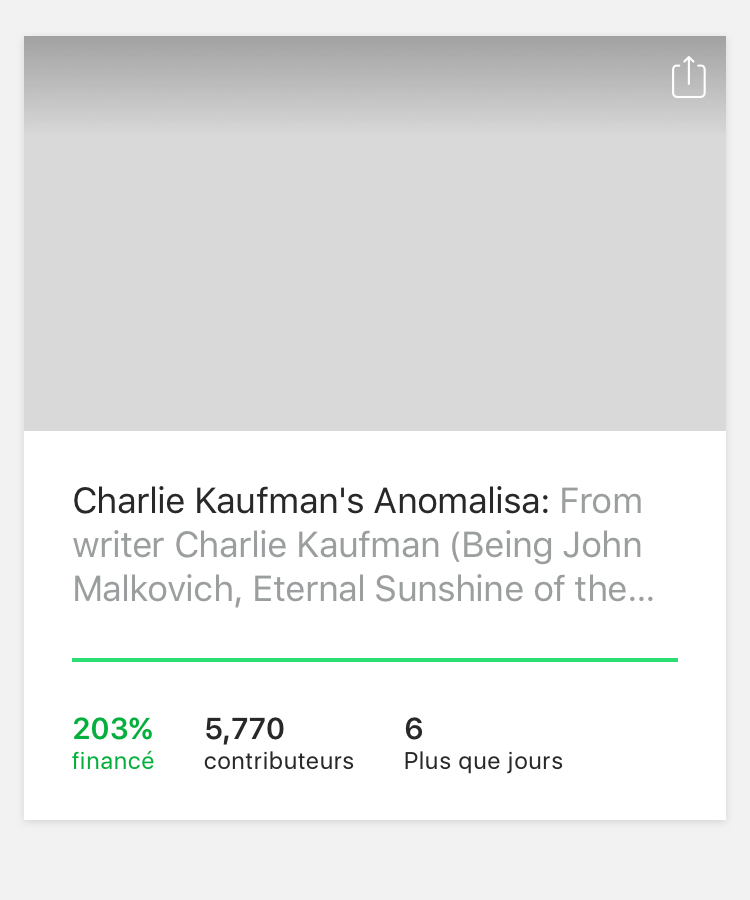 Charlie Kaufman's Anomalisa: From
writer Charlie Kaufman (Being John
Malkovich, Eternal Sunshine of the...
203% 5,770 6
financé contributeurs Plus que jours